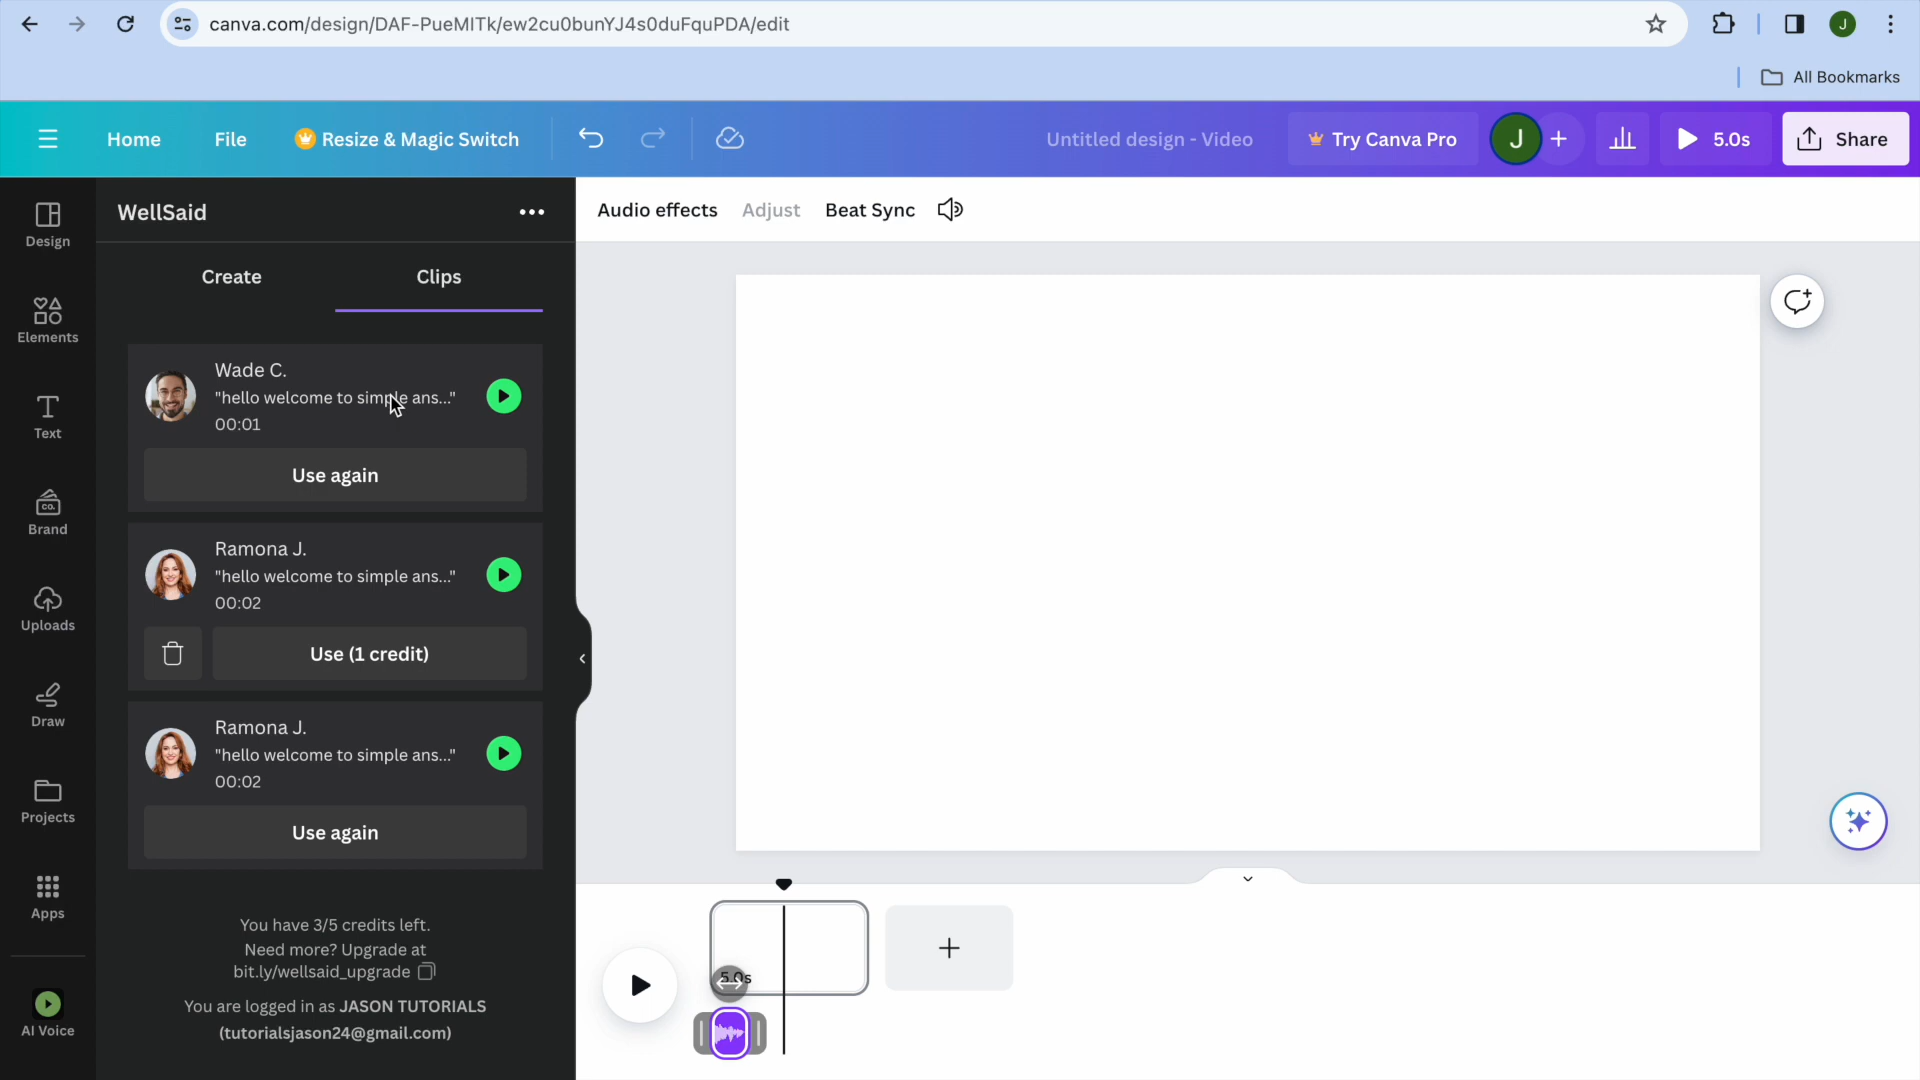 canva.com/design/DAF-PueMITk/ew2cu0bunYJ4s0duFquPDA/edit
J
All Bookmarks
Home
File
Resize & Magic Switch
Untitled design - Video
Try Canva Pro
J
5.0s
Share
Design
Elements
Text
CO.
Brand
Uploads
Draw
Projects
Apps
AI Voice
WellSaid
Create
Clips
Wade C.
"hello welcome to simple ans..."
00:01
Use again
Ramona J.
"hello welcome to simple ans..."
00:02
Use (1 credit)
Ramona J.
"hello welcome to simple ans..."
00:02
Use again
You have 3/5 credits left.
Need more? Upgrade at
bit.ly/wellsaid_upgrade
You are logged in as JASON TUTORIALS
(tutorialsjason24@gmail.com)
Audio effects
Adjust
Beat Sync
5.0s